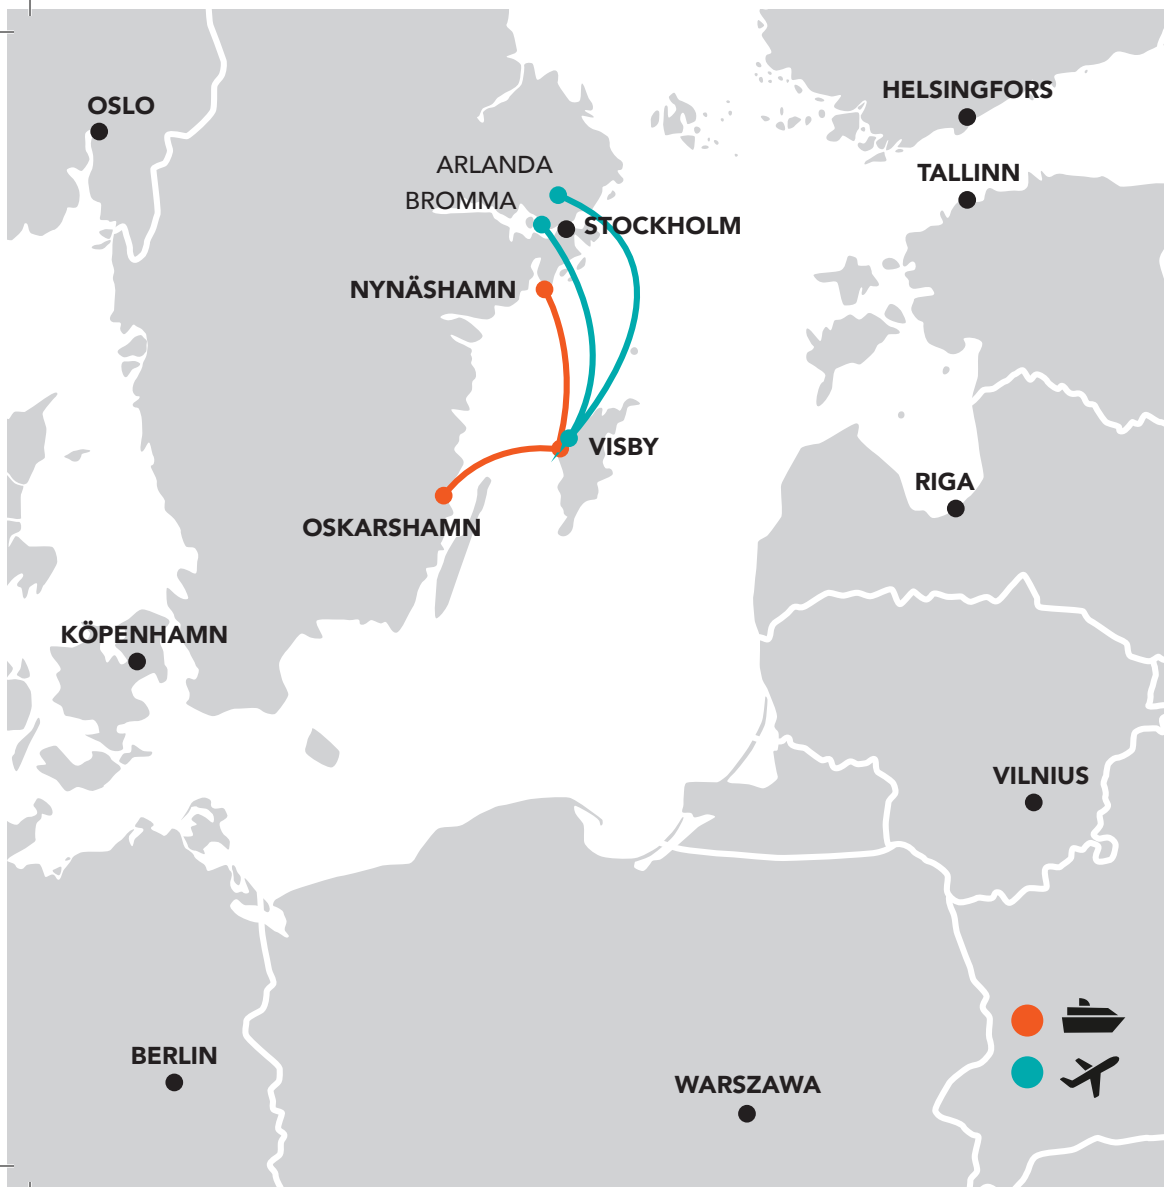 OSLO
HELSINGFORS
ARLANDA
TALLINN
BROMMA
STOCKHOLM
NYNÄSHAMN
VISBY
RIGA
OSKARSHAMN
KÖPENHAMN
VILNIUS
BERLIN
WARSZAWA